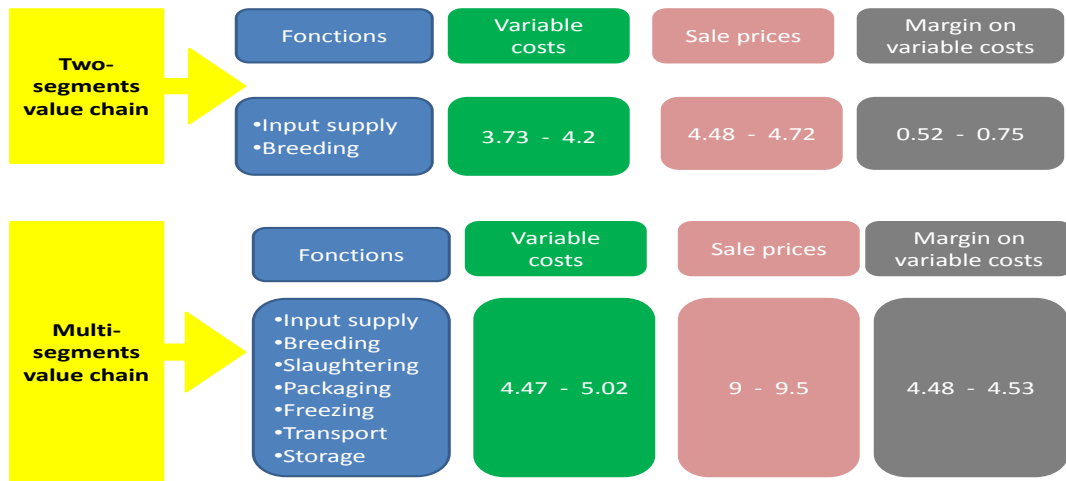 Two-
segments
value chain
Fonctions
Variable
costs
Sale prices
Margin on
variable costs
•Input supply
•Breeding
3.73 - 4.2
4.48 - 4.72
0.52 - 0.75
Multi-
segments
value chain
Fonctions
Variable
costs
Sale prices
Margin on
variable costs
•Input supply
•Breeding
•Slaughtering
•Packaging
•Freezing
•Transport
•Storage
4.47 - 5.02
9 - 9.5
4.48 - 4.53